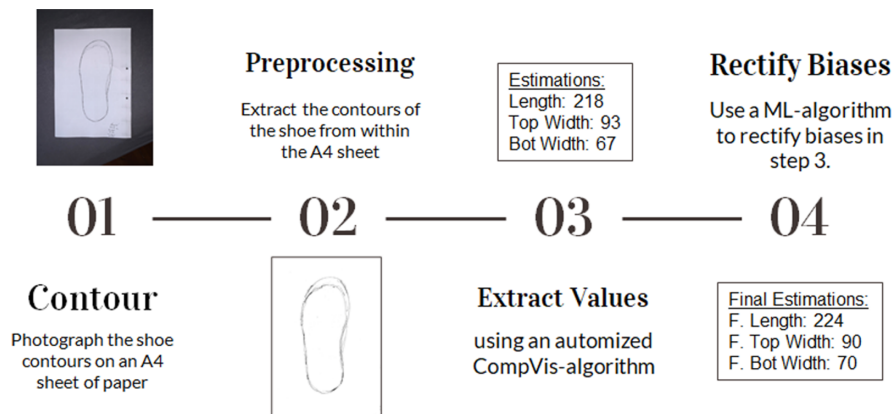 01
Contour
Photograph the shoe
contours on an A4
sheet of paper
Preprocessing
Extract the contours of
the shoe from within
the A4 sheet
02
Estimations:
Length: 218
Top Width: 93
Bot Width: 67
03
Extract Values
using an automized
CompVis-algorithm
Rectify Biases
Use a ML-algorithm
to rectify biases in
step 3.
04
Final Estimations:
F. Length: 224
F. Top Width: 90
F. Bot Width: 70